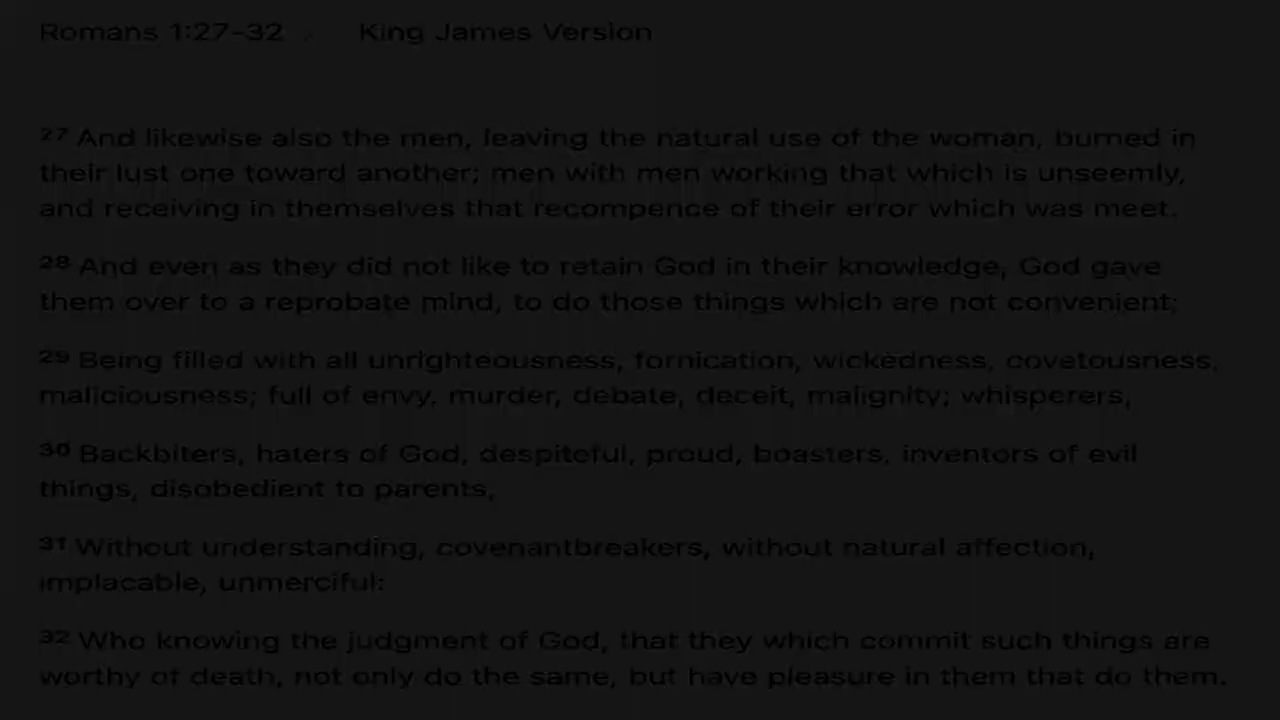 Romans 1:27-32 King James Version
27 And likewise also the men, leaving the natural use of the woman, burned in
their lust one toward another; men with men working that which is unseemly,
and receiving in themselves that recompence of their error which was meet.
28 And even as they did not like to retain God in their knowledge, God gave
them over to a reprobate mind, to do those things which are not convenient;
29 Being filled with all unrighteousness, fornication, wickedness, covetousness,
maliciousness; full of envy, murder, debate, deceit, malignity; whisperers,
30 Backbiters, haters of God, despiteful, proud, boasters, inventors of evil
things, disobedient to parents,
31 Without understanding, covenantbreakers, without natural affection,
implacable, unmerciful:
32 Who knowing the judgment of God, that they which commit such things are
worthy of death, not only do the same, but have pleasure in them that do them.